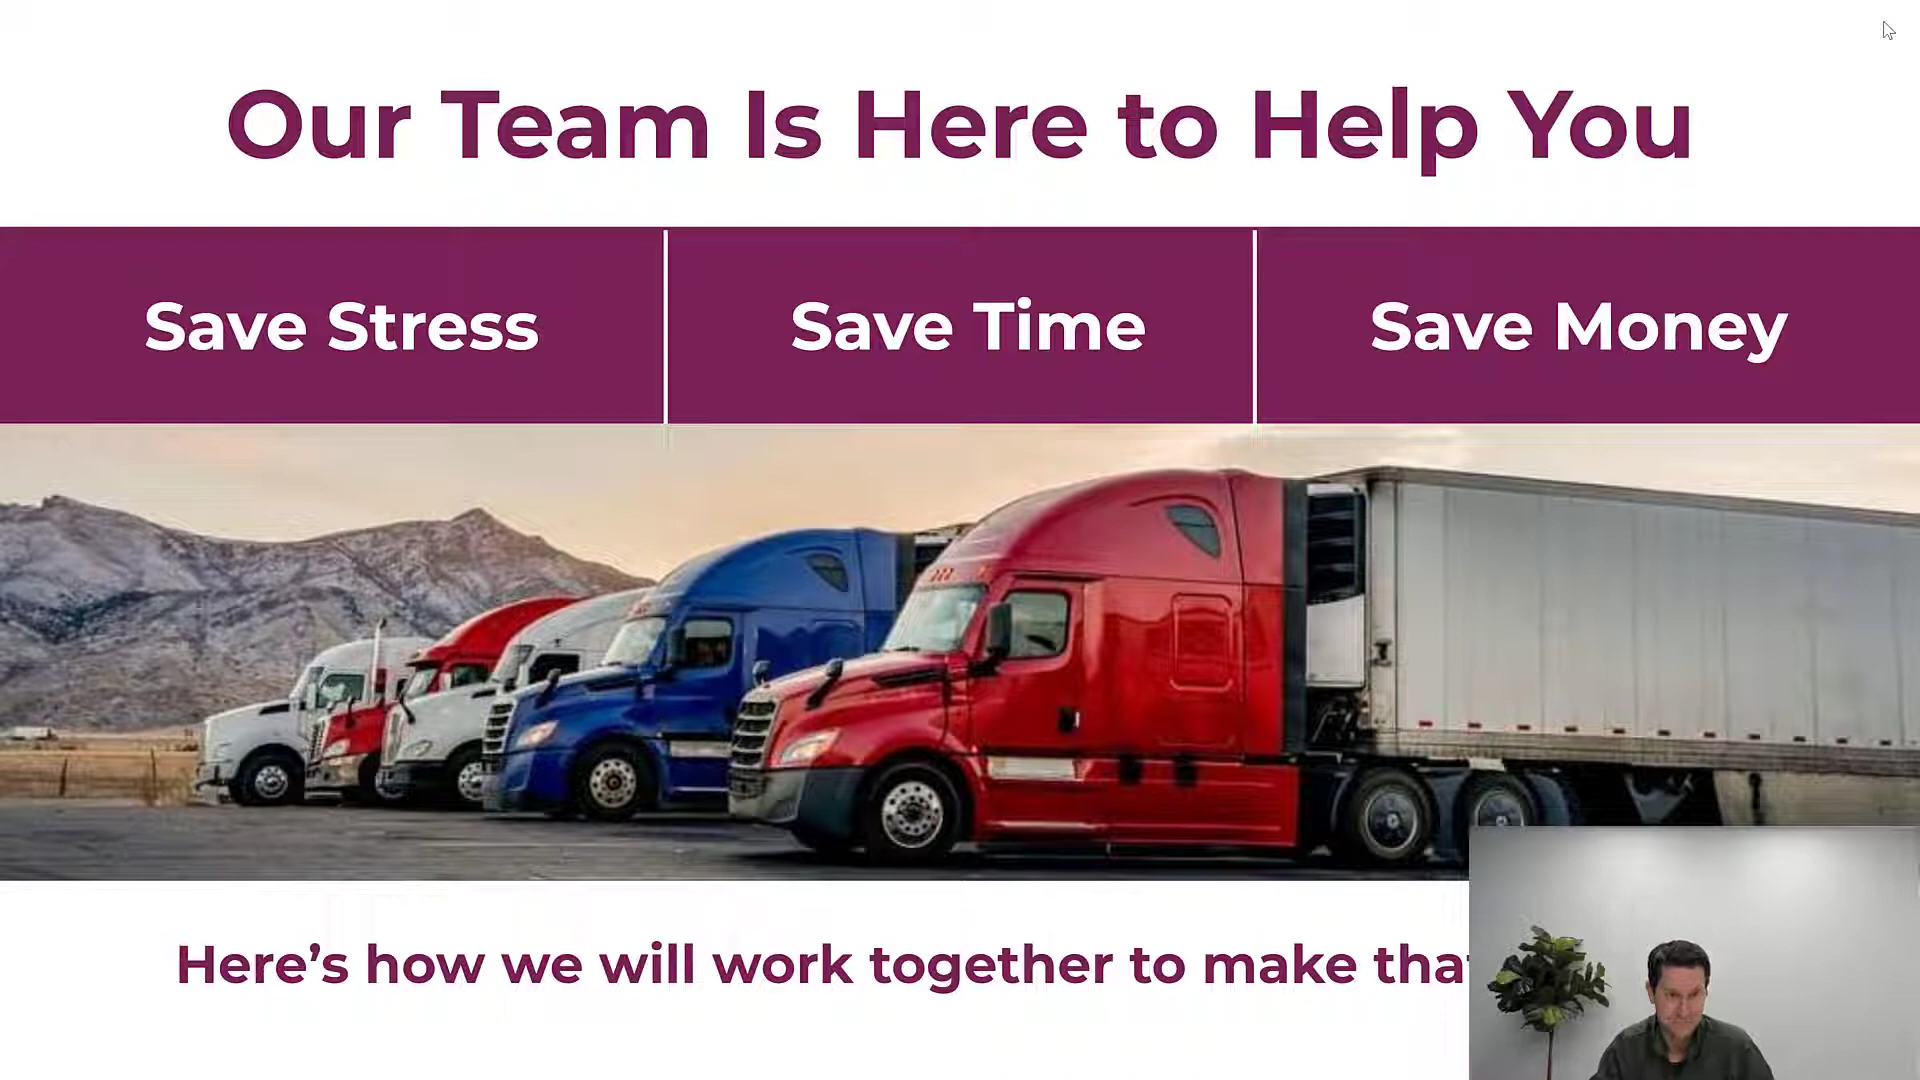 Our Team Is Here to Help You
Save Stress
Save Time
Save Money
Here’s how we will work together to make that